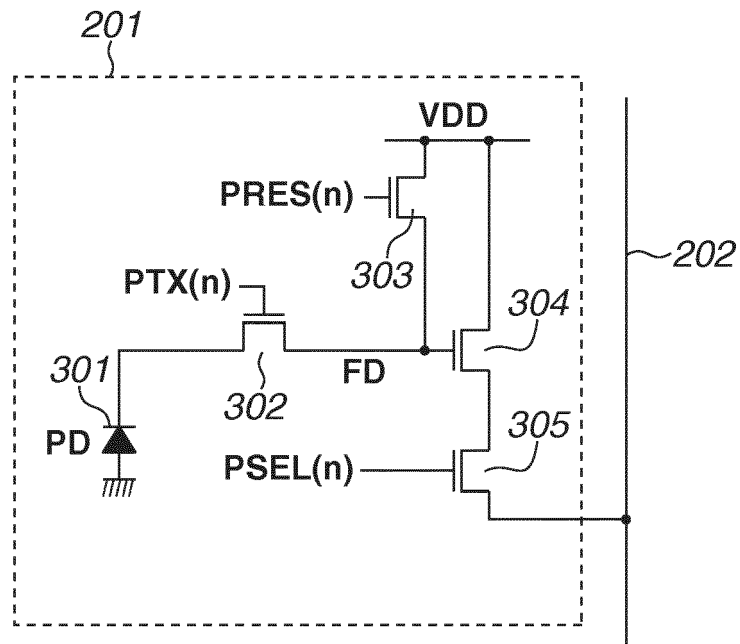 201
VDD
PRES(n)
303
202
PTX(n)
304
301
302
FD
PD
305
PSEL(n)